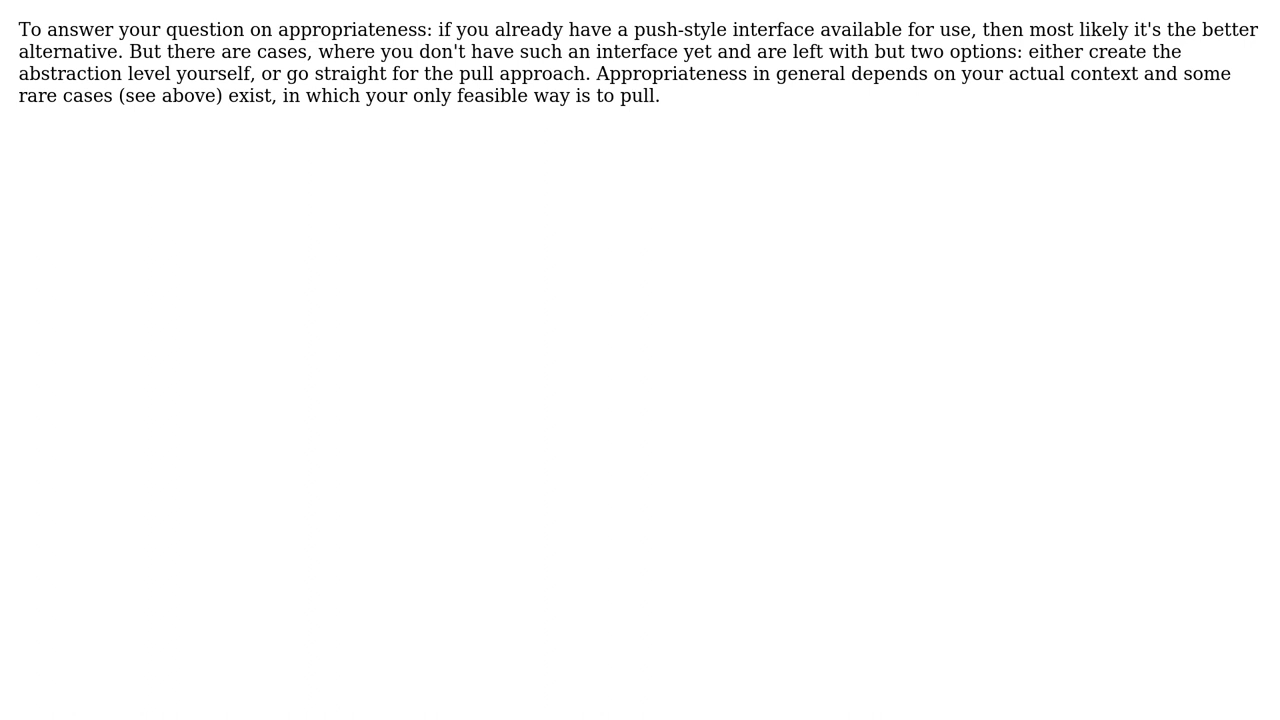 To answer your question on appropriateness: if you already have a push-style interface available for use, then most likely it's the better
alternative. But there are cases, where you don't have such an interface yet and are left with but two options: either create the
abstraction level yourself, or go straight for the pull approach. Appropriateness in general depends on your actual context and some
rare cases (see above) exist, in which your only feasible way is to pull.